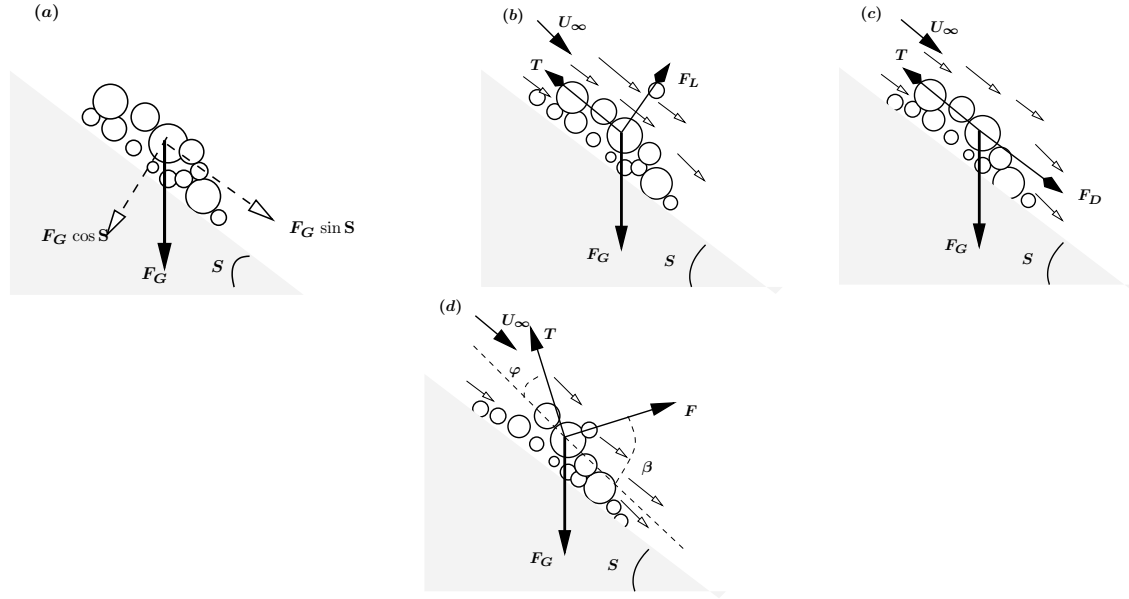 (a)
F_G cos S
F_G
F_G sin S
S
(b)
U∞
T
F_L
F_G
S
(c)
U∞
T
F_D
F_G
S
(d)
U∞
T
φ
F
β
F_G
S